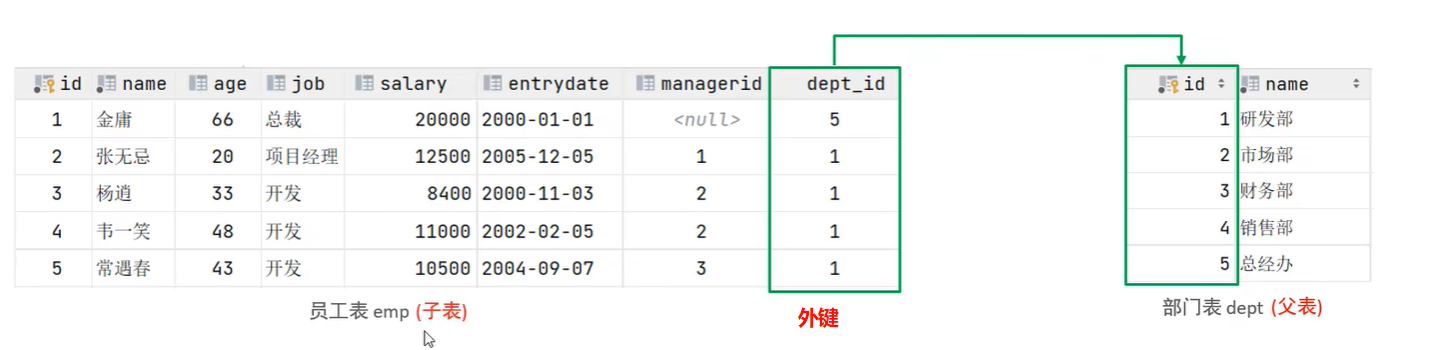 id name age job salary entrydate managerid dept_id
1 金庸 66 总裁 20000 2000-01-01 <null> 5
2 张无忌 20 项目经理 12500 2005-12-05 1 1
3 杨逍 33 开发 8400 2000-11-03 2 1
4 韦一笑 48 开发 11000 2002-02-05 2 1
5 常遇春 43 开发 10500 2004-09-07 3 1
员工表 emp (子表)
外键
id name
1 研发部
2 市场部
3 财务部
4 销售部
5 总经办
部门表 dept (父表)